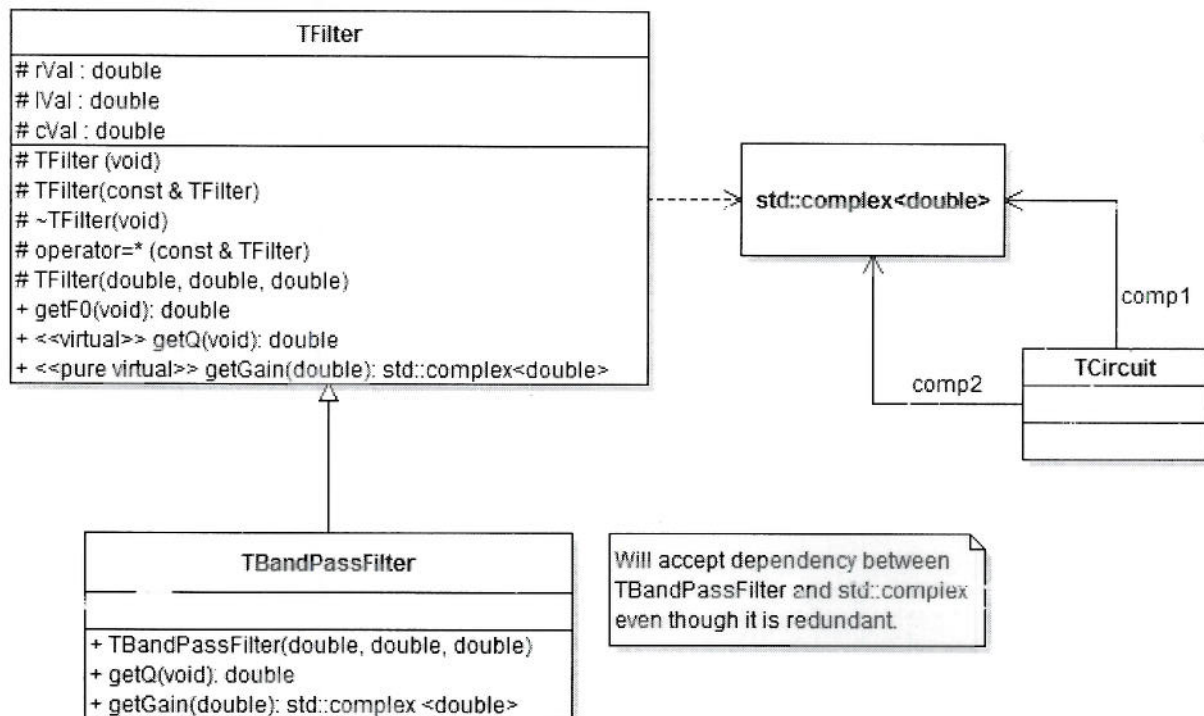 TFilter
# rVal : double
# lVal : double
# cVal : double
# TFilter (void)
# TFilter(const & TFilter)
# ~TFilter(void)
# operator=* (const & TFilter)
# TFilter(double, double, double)
+ getF0(void): double
+ <<virtual>> getQ(void): double
+ <<pure virtual>> getGain(double): std::complex<double>
std::complex<double>
comp1
comp2
TCircuit
TBandPassFilter
+ TBandPassFilter(double, double, double)
+ getQ(void): double
+ getGain(double): std::complex <double>
Will accept dependency between
TBandPassFilter and std::complex
even though it is redundant.